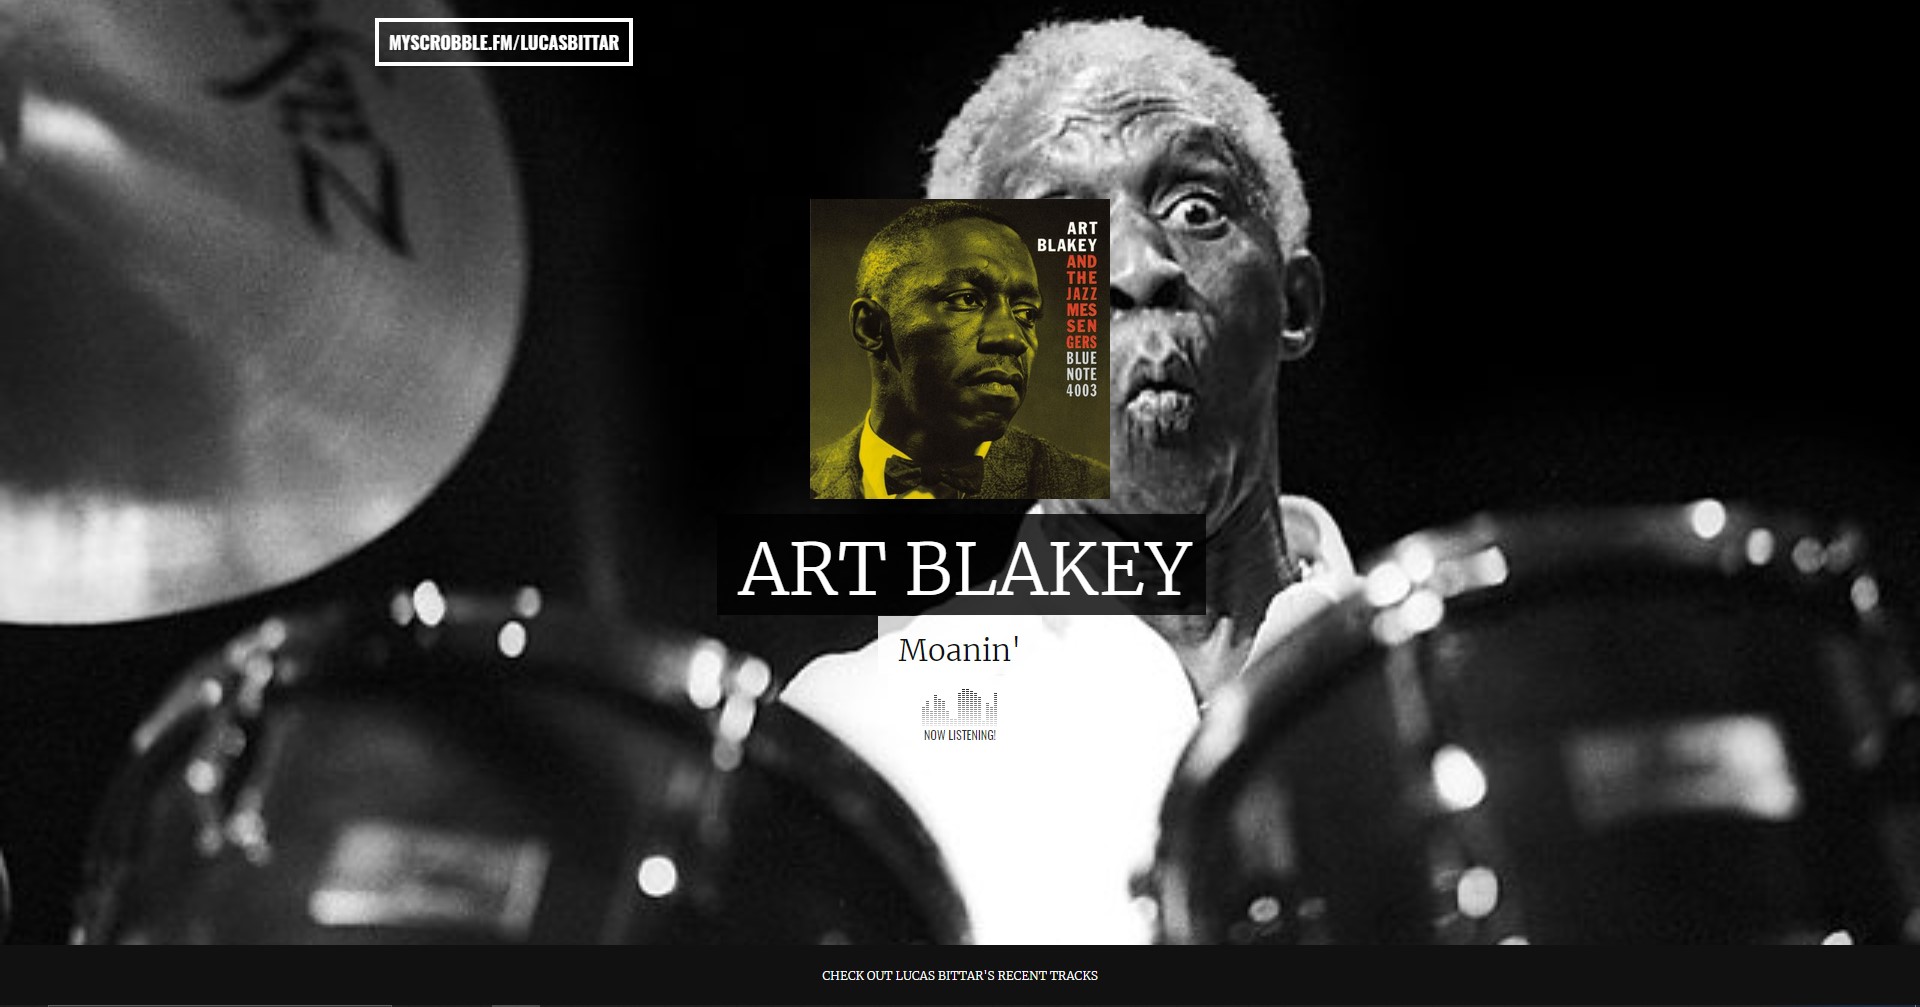 MYSCROBBLE.FM/LUCASBITTAR
ART
BLAKEY
AND
THE
JAZZ
MES
SEN
GERS
BLUE
NOTE
4003
ART BLAKEY
Moanin'
NOW LISTENING!
CHECK OUT LUCAS BITTAR'S RECENT TRACKS